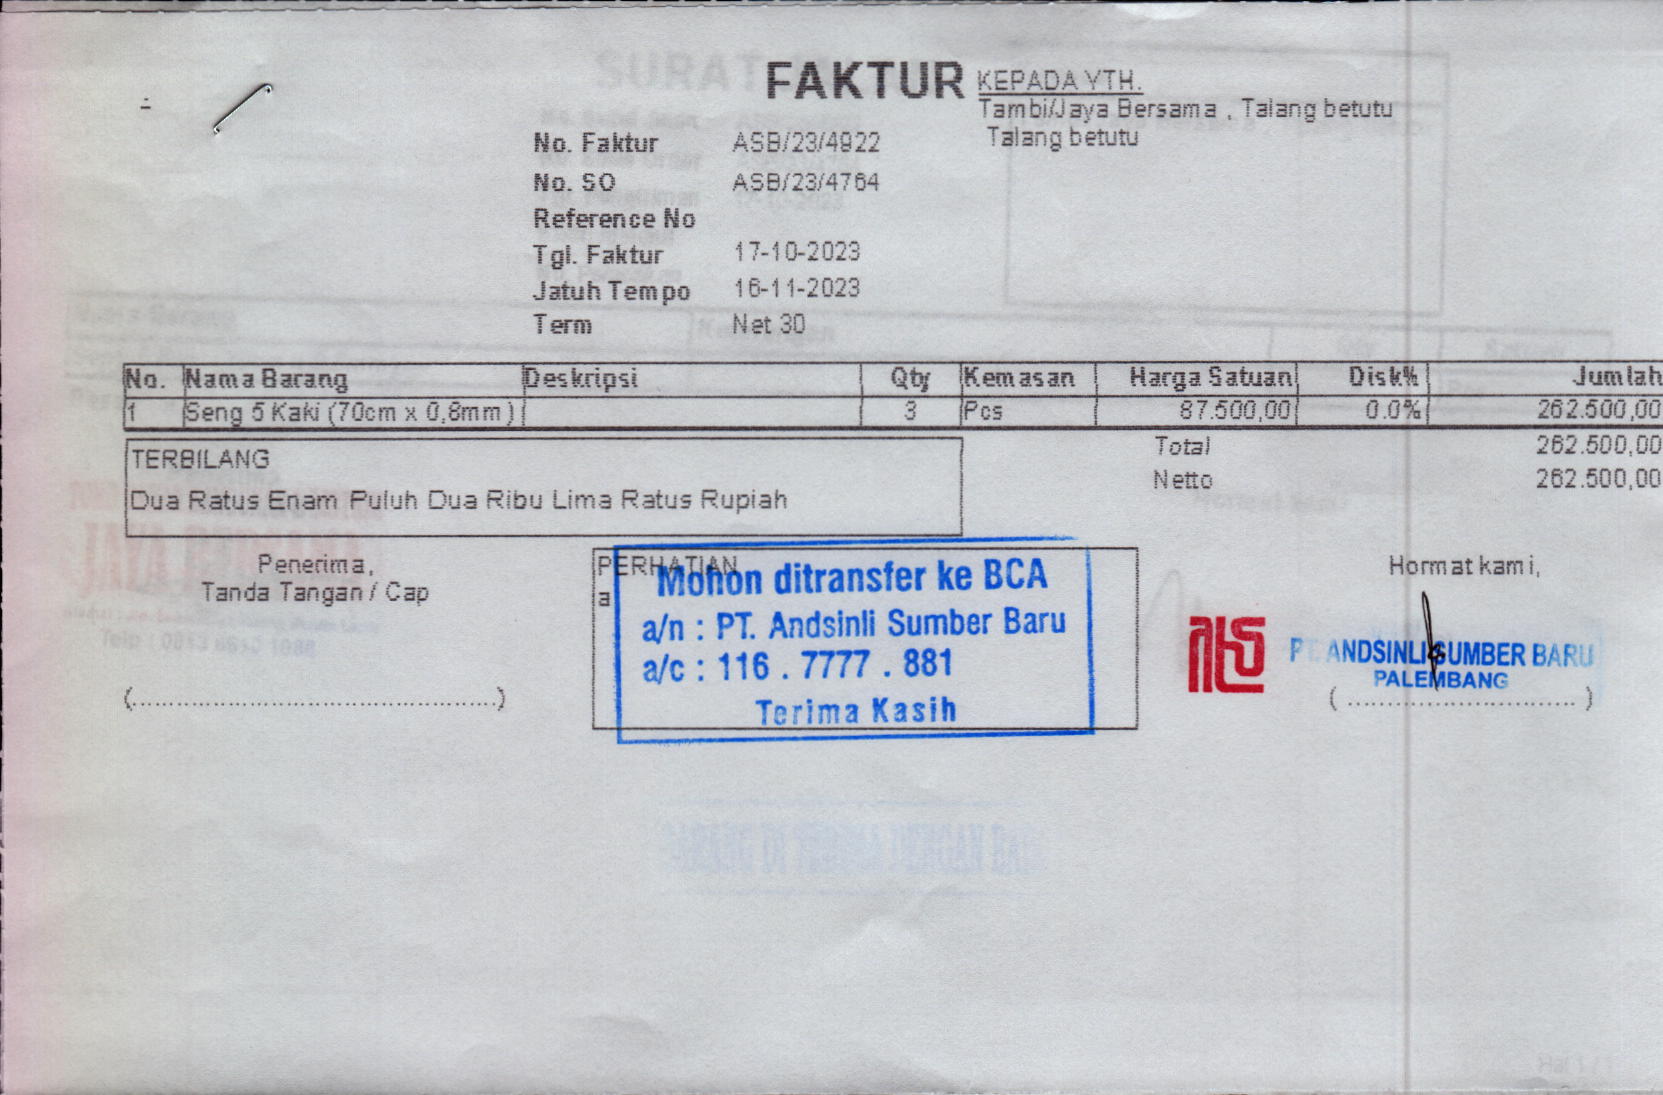 FAKTUR
KEPADA YTH.
Tambi/Jaya Bersama , Talang betutu
Talang betutu
No. Faktur ASB/23/4922
No. SO ASB/23/4764
Reference No
Tgl. Faktur 17-10-2023
Jatuh Tempo 16-11-2023
Term Net 30
No. Nama Barang Deskripsi Qty Kemasan Harga Satuan Disk% Jumlah
1 Seng 5 Kaki (70cm x 0,8mm) 3 Pcs 87.500,00 0.0% 262.500,00
Total 262.500,00
Netto 262.500,00
TERBILANG
Dua Ratus Enam Puluh Dua Ribu Lima Ratus Rupiah
Penerima,
Tanda Tangan / Cap
(...............................................)
PERHATIAN
a
Mohon ditransfer ke BCA
a/n : PT. Andsinli Sumber Baru
a/c : 116 . 7777 . 881
Terima Kasih
Hormat kami,
PT ANDSINLI SUMBER BARU
PALEMBANG
( ............................. )